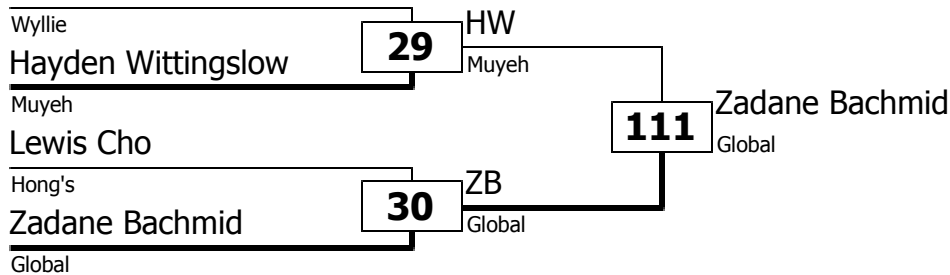 Wyllie
Hayden Wittingslow
Muyeh
Lewis Cho
Hong's
Zadane Bachmid
Global
29
30
HW
Muyeh
ZB
Global
111
Zadane Bachmid
Global